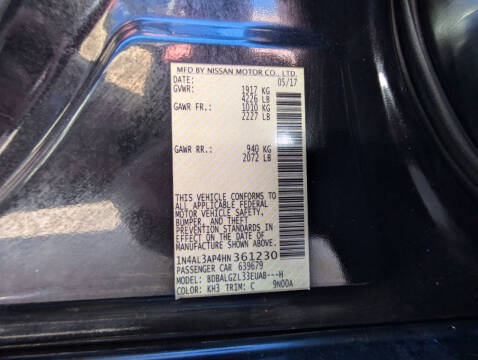 MFD BY NISSAN MOTOR CO., LTD.
DATE: 05/17
GVWR: 1917 KG
4226 LB
GAWR FR.: 1010 KG
2227 LB
GAWR RR.: 940 KG
2072 LB
THIS VEHICLE CONFORMS TO
ALL APPLICABLE FEDERAL
MOTOR VEHICLE SAFETY,
BUMPER, AND THEFT
PREVENTION STANDARDS
IN EFFECT ON THE DATE OF
MANUFACTURE SHOWN ABOVE.
1N4AL3AP4HN361230
PASSENGER CAR 639679
MODEL: BDBALGZL33EUAB---H
COLOR: KH3 TRIM: C 9N00A